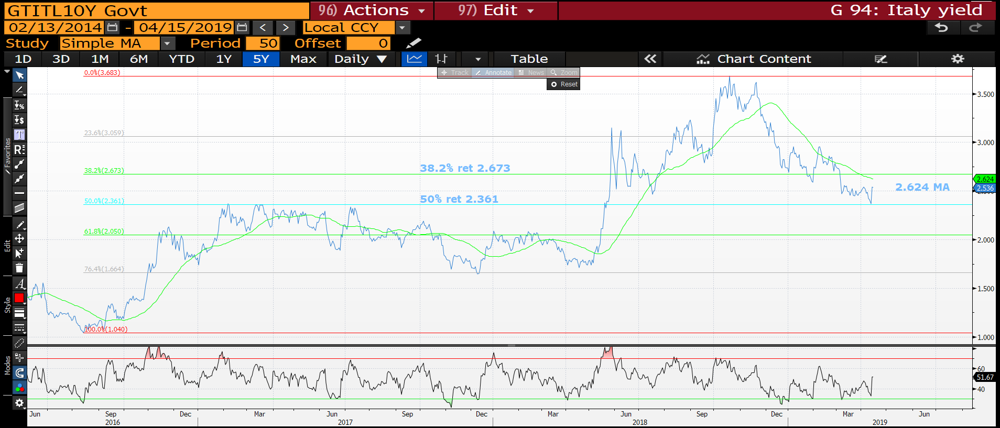 GTITL10Y Govt 96) Actions 97) Edit G 94: Italy yield
02/13/2014 - 04/15/2019 < > Local CCY
Study Simple MA Period 50 Offset 0
1D 3D 1M 6M YTD 1Y 5Y Max Daily Table Chart Content
Track Annotate News Zoom
Reset
0.0%(3.683)
3.500
23.6%(3.059)
3.000
38.2%(2.673)
38.2% ret 2.673
2.624
2.624 MA
2.536
2.500
50.0%(2.361)
50% ret 2.361
61.8%(2.050)
2.000
76.4%(1.664)
1.500
100.0%(1.040)
1.000
60
51.67
40
Jun Sep Dec Mar Jun Sep Dec Mar Jun Sep Dec Mar Jun
2016 2017 2018 2019
Favorites
Edit
Style
Modes
%
$
T
R
A